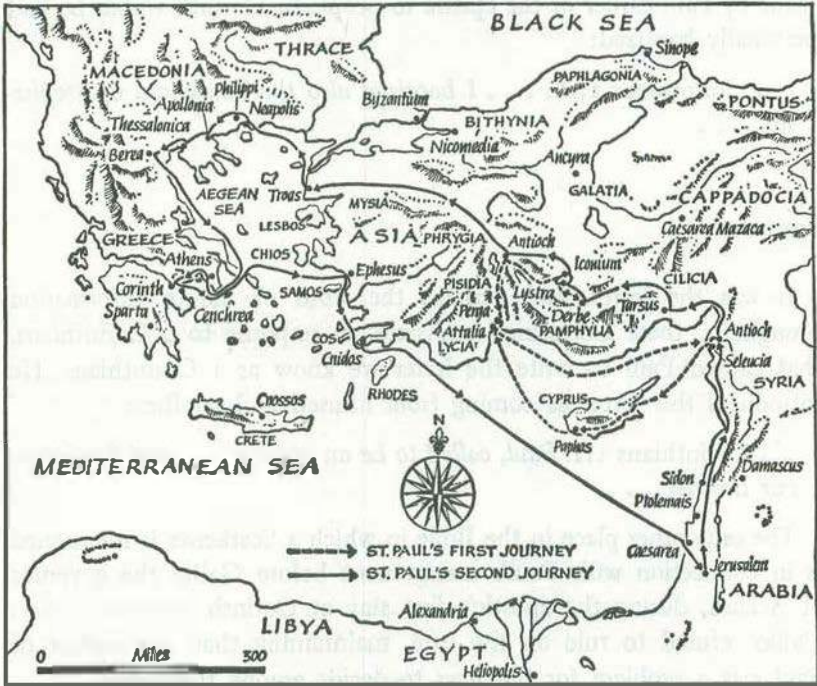 BLACK SEA
THRACE
Sinope
MACEDONIA
PAPHLAGONIA
Philippi
PONTUS
Apollonia
Neapolis
Byzantium
BITHYNIA
Thessalonica
Nicomedia
Berea
Ancyra
AEGEAN
SEA
Troas
GALATIA
CAPPADOCIA
MYSIA
LESBOS
ASIA
PHRYGIA
Antioch
Caesarea Mazaca
GREECE
CHIOS
Athens
Iconium
Ephesus
CILICIA
Corinth
SAMOS
PISIDIA
Lystra
Tarsus
Sparta
Cenchrea
Perga
Derbe
Attalia
PAMPHYLIA
Antioch
COS
LYCIA
Seleucia
Cnidos
SYRIA
RHODES
CYPRUS
Cnossos
Paphos
CRETE
N
MEDITERRANEAN SEA
Damascus
Sidon
Ptolemais
ST. PAUL'S FIRST JOURNEY
Caesarea
ST. PAUL'S SECOND JOURNEY
Jerusalem
ARABIA
LIBYA
Alexandria
0 Miles 300
EGYPT
Heliopolis